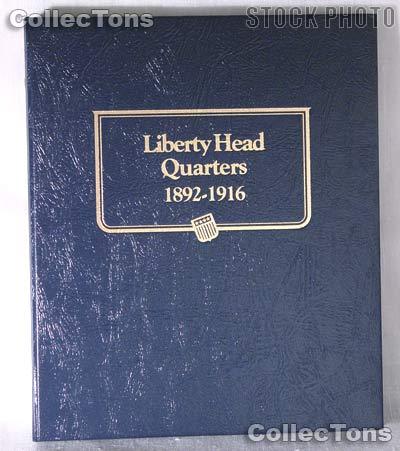 CollecTons
STOCK PHOTO
Liberty Head
Quarters
1892-1916
CollecTons